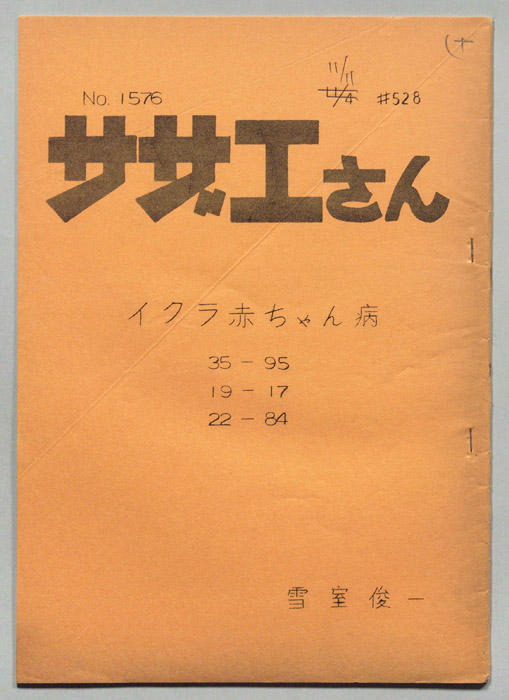 11/11
No. 1576 11/4 #528
サザエさん
イクラ赤ちゃん病
35 − 95
19 − 17
22 − 84
雪室俊一